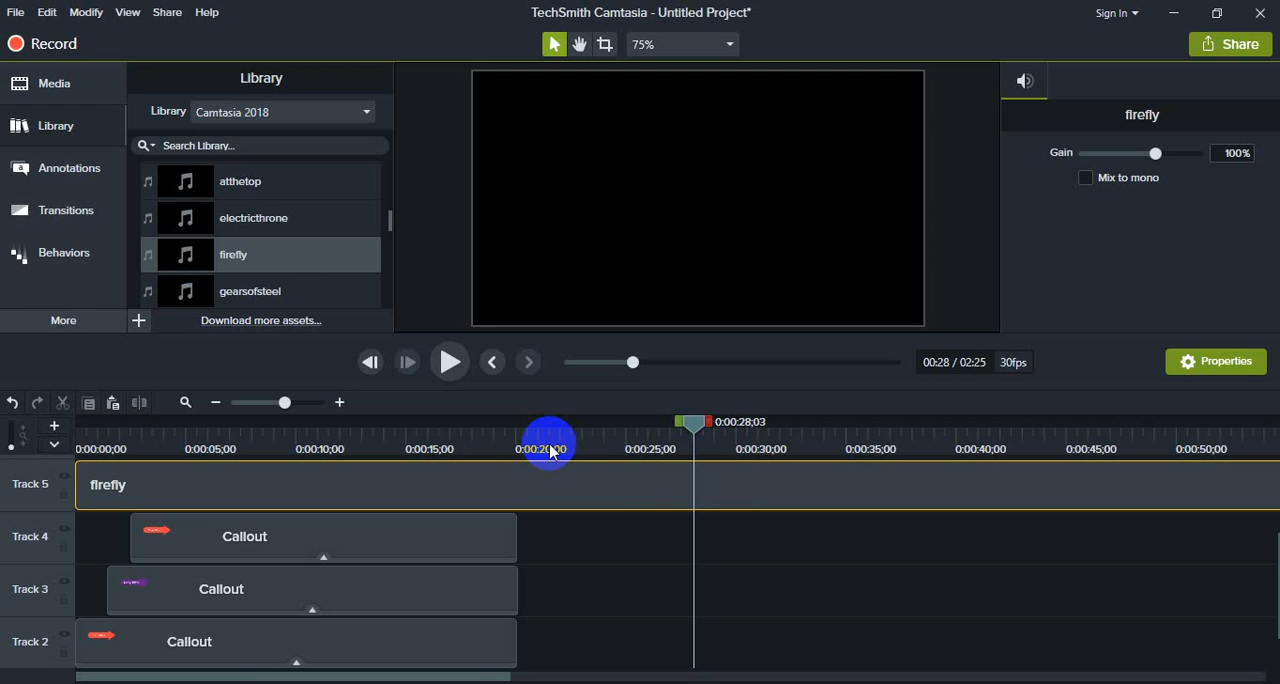 File Edit Modify View Share Help
TechSmith Camtasia - Untitled Project*
Sign In
Record
75%
Share
Media
Library
Annotations
Transitions
Behaviors
More
Library
Library Camtasia 2018
Search Library...
atthetop
electricthrone
firefly
gearsofsteel
Download more assets...
firefly
Gain 100%
Mix to mono
00:28 / 02:25 30fps
Properties
0:00:28;03
0:00:00;00 0:00:05;00 0:00:10;00 0:00:15;00 0:00:25;00 0:00:30;00 0:00:35;00 0:00:40;00 0:00:45;00 0:00:50;00
Track 5 firefly
Track 4 Callout
Track 3 Callout
Track 2 Callout